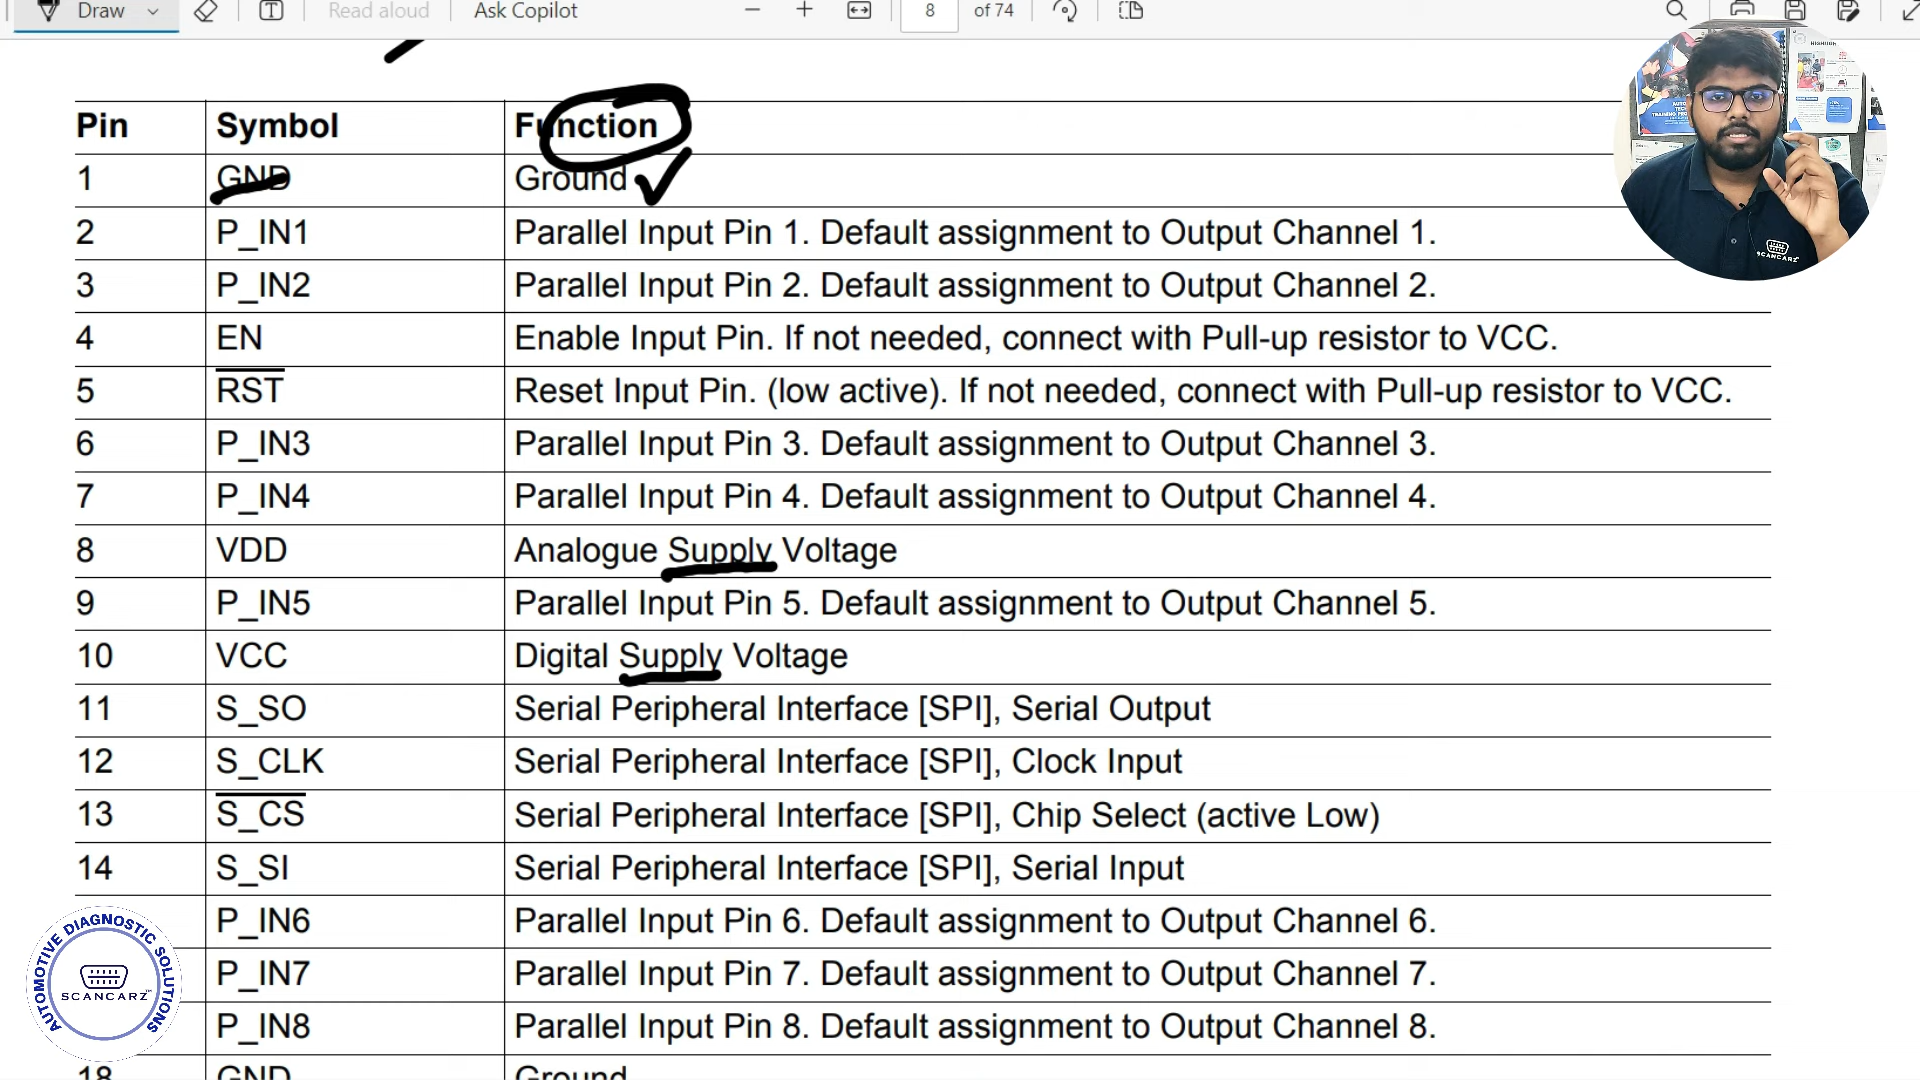 Draw Read aloud Ask Copilot 8 of 74
Pin Symbol Function
1 GND Ground
2 P_IN1 Parallel Input Pin 1. Default assignment to Output Channel 1.
3 P_IN2 Parallel Input Pin 2. Default assignment to Output Channel 2.
4 EN Enable Input Pin. If not needed, connect with Pull-up resistor to VCC.
5 RST Reset Input Pin. (low active). If not needed, connect with Pull-up resistor to VCC.
6 P_IN3 Parallel Input Pin 3. Default assignment to Output Channel 3.
7 P_IN4 Parallel Input Pin 4. Default assignment to Output Channel 4.
8 VDD Analogue Supply Voltage
9 P_IN5 Parallel Input Pin 5. Default assignment to Output Channel 5.
10 VCC Digital Supply Voltage
11 S_SO Serial Peripheral Interface [SPI], Serial Output
12 S_CLK Serial Peripheral Interface [SPI], Clock Input
13 S_CS Serial Peripheral Interface [SPI], Chip Select (active Low)
14 S_SI Serial Peripheral Interface [SPI], Serial Input
P_IN6 Parallel Input Pin 6. Default assignment to Output Channel 6.
P_IN7 Parallel Input Pin 7. Default assignment to Output Channel 7.
P_IN8 Parallel Input Pin 8. Default assignment to Output Channel 8.
18 GND Ground
AUTOMOTIVE DIAGNOSTIC SOLUTIONS
SCANCARZ
SCANCARZ